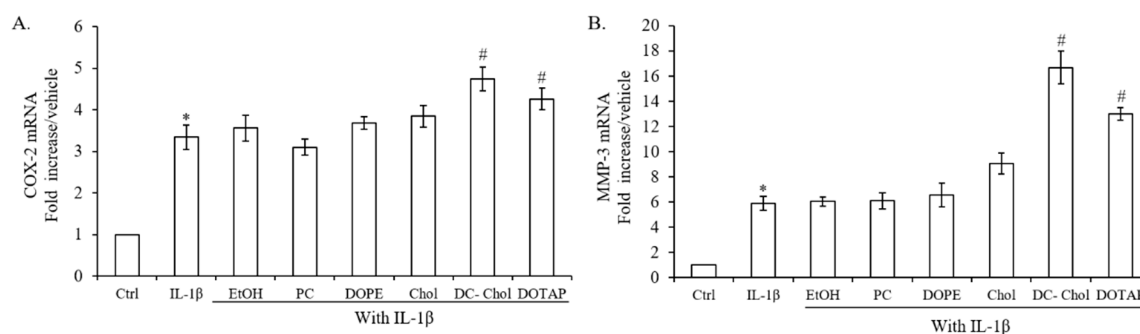 A.
COX-2 mRNA
Fold increase/vehicle
6
5
4
3
2
1
0
*
#
#
Ctrl IL-1β EtOH PC DOPE Chol DC- Chol DOTAP
With IL-1β
B.
MMP-3 mRNA
Fold increase/vehicle
20
18
16
14
12
10
8
6
4
2
0
*
#
#
Ctrl IL-1β EtOH PC DOPE Chol DC- Chol DOTAP
With IL-1β